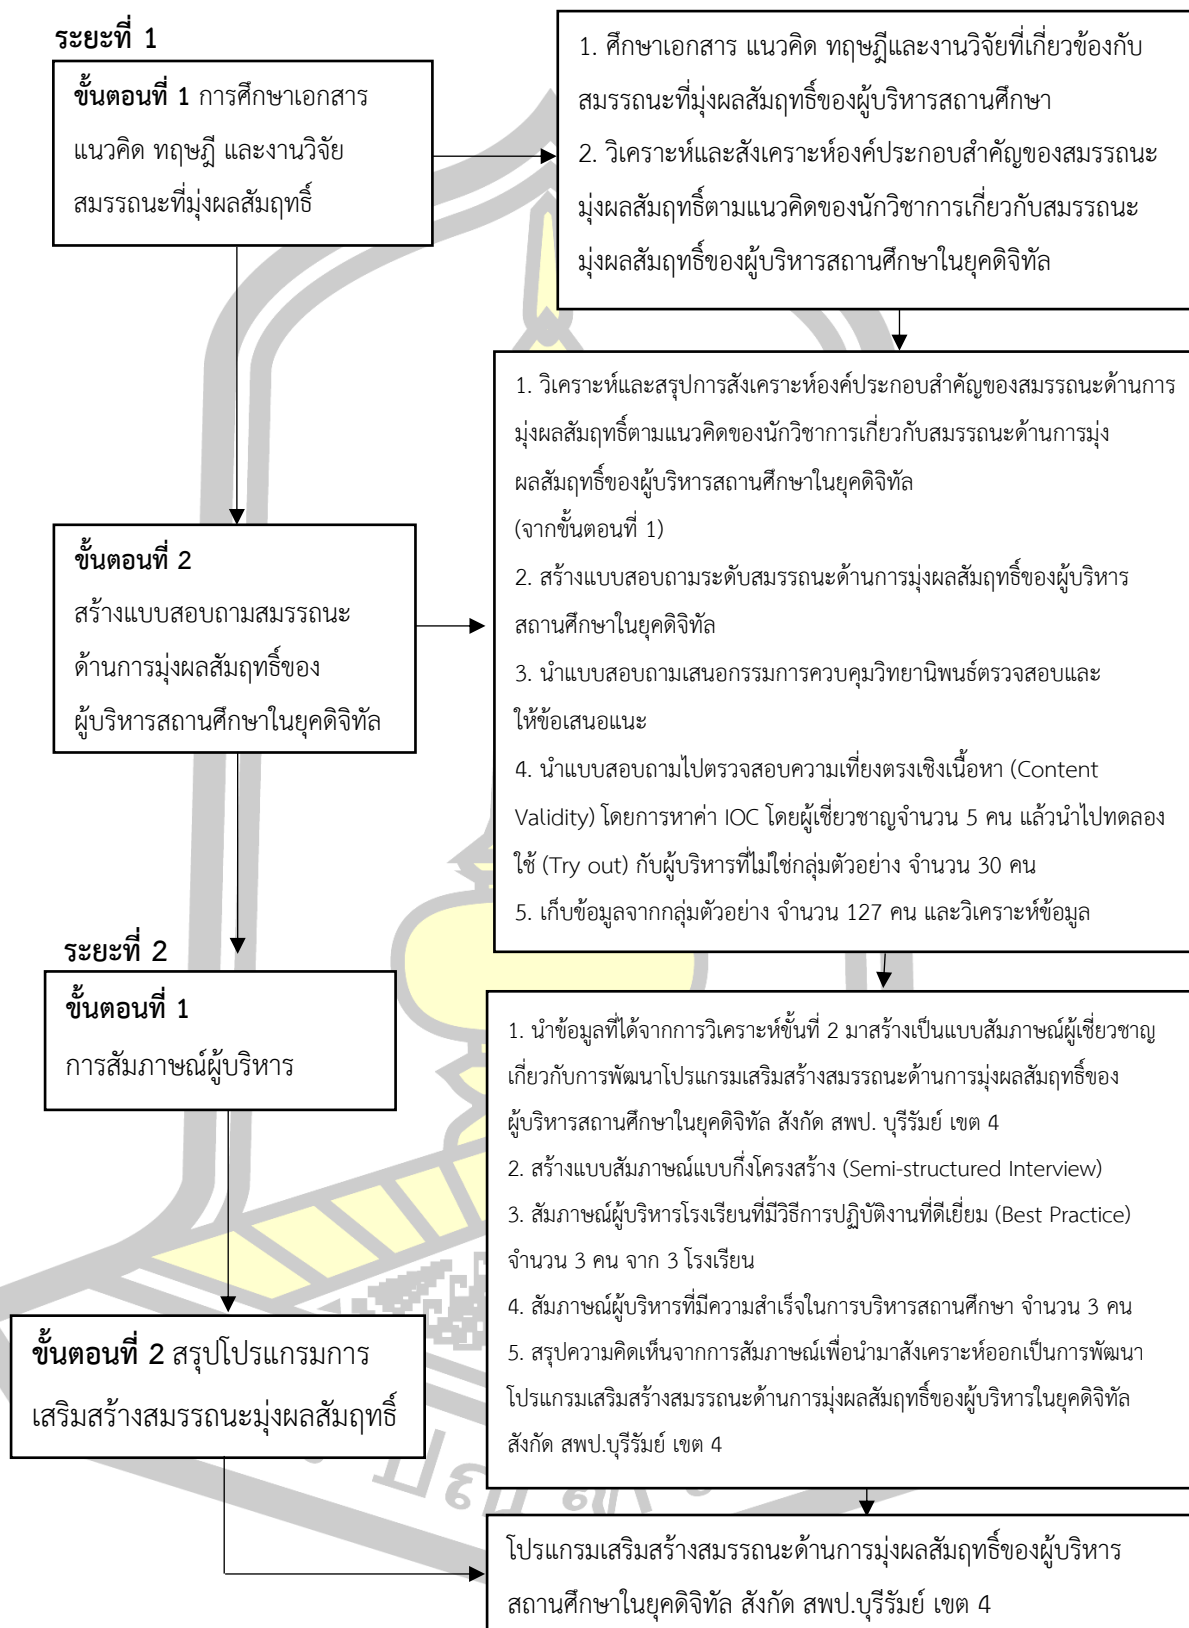 ระยะที่ 1
ขั้นตอนที่ 1 การศึกษาเอกสาร
แนวคิด ทฤษฎี และงานวิจัย
สมรรถนะที่มุ่งผลสัมฤทธิ์
1. ศึกษาเอกสาร แนวคิด ทฤษฎีและงานวิจัยที่เกี่ยวข้องกับ
สมรรถนะที่มุ่งผลสัมฤทธิ์ของผู้บริหารสถานศึกษา
2. วิเคราะห์และสังเคราะห์องค์ประกอบสำคัญของสมรรถนะ
มุ่งผลสัมฤทธิ์ตามแนวคิดของนักวิชาการเกี่ยวกับสมรรถนะ
มุ่งผลสัมฤทธิ์ของผู้บริหารสถานศึกษาในยุคดิจิทัล
ขั้นตอนที่ 2
สร้างแบบสอบถามสมรรถนะ
ด้านการมุ่งผลสัมฤทธิ์ของ
ผู้บริหารสถานศึกษาในยุคดิจิทัล
1. วิเคราะห์และสรุปการสังเคราะห์องค์ประกอบสำคัญของสมรรถนะด้านการ
มุ่งผลสัมฤทธิ์ตามแนวคิดของนักวิชาการเกี่ยวกับสมรรถนะด้านการมุ่ง
ผลสัมฤทธิ์ของผู้บริหารสถานศึกษาในยุคดิจิทัล
(จากขั้นตอนที่ 1)
2. สร้างแบบสอบถามระดับสมรรถนะด้านการมุ่งผลสัมฤทธิ์ของผู้บริหาร
สถานศึกษาในยุคดิจิทัล
3. นำแบบสอบถามเสนอกรรมการควบคุมวิทยานิพนธ์ตรวจสอบและ
ให้ข้อเสนอแนะ
4. นำแบบสอบถามไปตรวจสอบความเที่ยงตรงเชิงเนื้อหา (Content
Validity) โดยการหาค่า IOC โดยผู้เชี่ยวชาญจำนวน 5 คน แล้วนำไปทดลอง
ใช้ (Try out) กับผู้บริหารที่ไม่ใช่กลุ่มตัวอย่าง จำนวน 30 คน
5. เก็บข้อมูลจากกลุ่มตัวอย่าง จำนวน 127 คน และวิเคราะห์ข้อมูล
ระยะที่ 2
ขั้นตอนที่ 1
การสัมภาษณ์ผู้บริหาร
1. นำข้อมูลที่ได้จากการวิเคราะห์ขั้นที่ 2 มาสร้างเป็นแบบสัมภาษณ์ผู้เชี่ยวชาญ
เกี่ยวกับการพัฒนาโปรแกรมเสริมสร้างสมรรถนะด้านการมุ่งผลสัมฤทธิ์ของ
ผู้บริหารสถานศึกษาในยุคดิจิทัล สังกัด สพป. บุรีรัมย์ เขต 4
2. สร้างแบบสัมภาษณ์แบบกึ่งโครงสร้าง (Semi-structured Interview)
3. สัมภาษณ์ผู้บริหารโรงเรียนที่มีวิธีการปฏิบัติงานที่ดีเยี่ยม (Best Practice)
จำนวน 3 คน จาก 3 โรงเรียน
4. สัมภาษณ์ผู้บริหารที่มีความสำเร็จในการบริหารสถานศึกษา จำนวน 3 คน
5. สรุปความคิดเห็นจากการสัมภาษณ์เพื่อนำมาสังเคราะห์ออกเป็นการพัฒนา
โปรแกรมเสริมสร้างสมรรถนะด้านการมุ่งผลสัมฤทธิ์ของผู้บริหารในยุคดิจิทัล
สังกัด สพป.บุรีรัมย์ เขต 4
ขั้นตอนที่ 2 สรุปโปรแกรมการ
เสริมสร้างสมรรถนะมุ่งผลสัมฤทธิ์
โปรแกรมเสริมสร้างสมรรถนะด้านการมุ่งผลสัมฤทธิ์ของผู้บริหาร
สถานศึกษาในยุคดิจิทัล สังกัด สพป.บุรีรัมย์ เขต 4